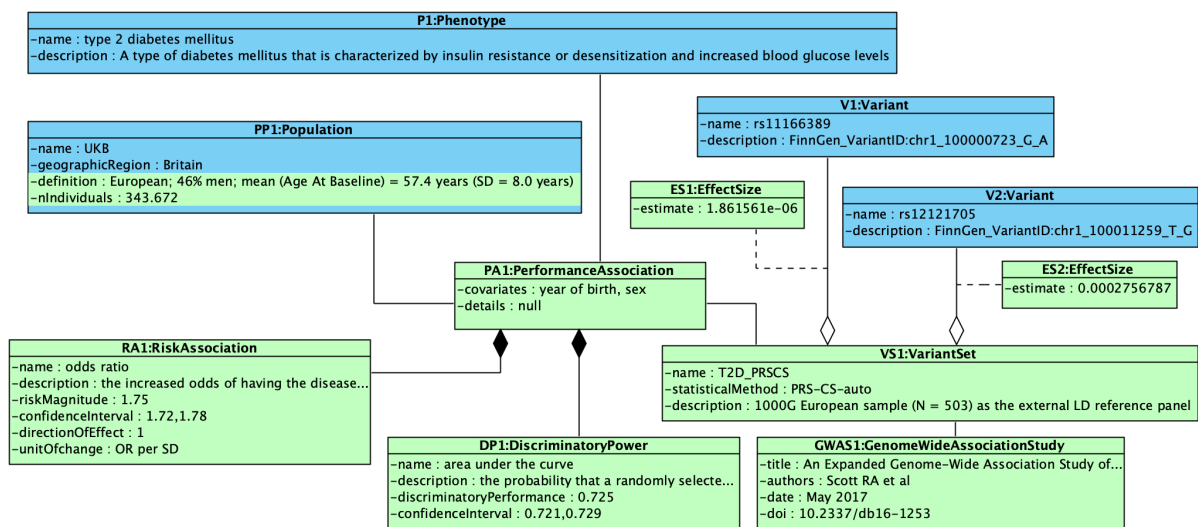 P1:Phenotype
-name : type 2 diabetes mellitus
-description : A type of diabetes mellitus that is characterized by insulin resistance or desensitization and increased blood glucose levels
V1:Variant
-name : rs11166389
-description : FinnGen_VariantID:chr1_100000723_G_A
PP1:Population
-name : UKB
-geographicRegion : Britain
-definition : European; 46% men; mean (Age At Baseline) = 57.4 years (SD = 8.0 years)
-nIndividuals : 343.672
ES1:EffectSize
-estimate : 1.861561e-06
V2:Variant
-name : rs12121705
-description : FinnGen_VariantID:chr1_100011259_T_G
PA1:PerformanceAssociation
-covariates : year of birth, sex
-details : null
ES2:EffectSize
-estimate : 0.0002756787
RA1:RiskAssociation
-name : odds ratio
-description : the increased odds of having the disease...
-riskMagnitude : 1.75
-confidenceInterval : 1.72,1.78
-directionOfEffect : 1
-unitOfchange : OR per SD
VS1:VariantSet
-name : T2D_PRSCS
-statisticalMethod : PRS-CS-auto
-description : 1000G European sample (N = 503) as the external LD reference panel
DP1:DiscriminatoryPower
-name : area under the curve
-description : the probability that a randomly selecte...
-discriminatoryPerformance : 0.725
-confidenceInterval : 0.721,0.729
GWAS1:GenomeWideAssociationStudy
-title : An Expanded Genome-Wide Association Study of...
-authors : Scott RA et al
-date : May 2017
-doi : 10.2337/db16-1253